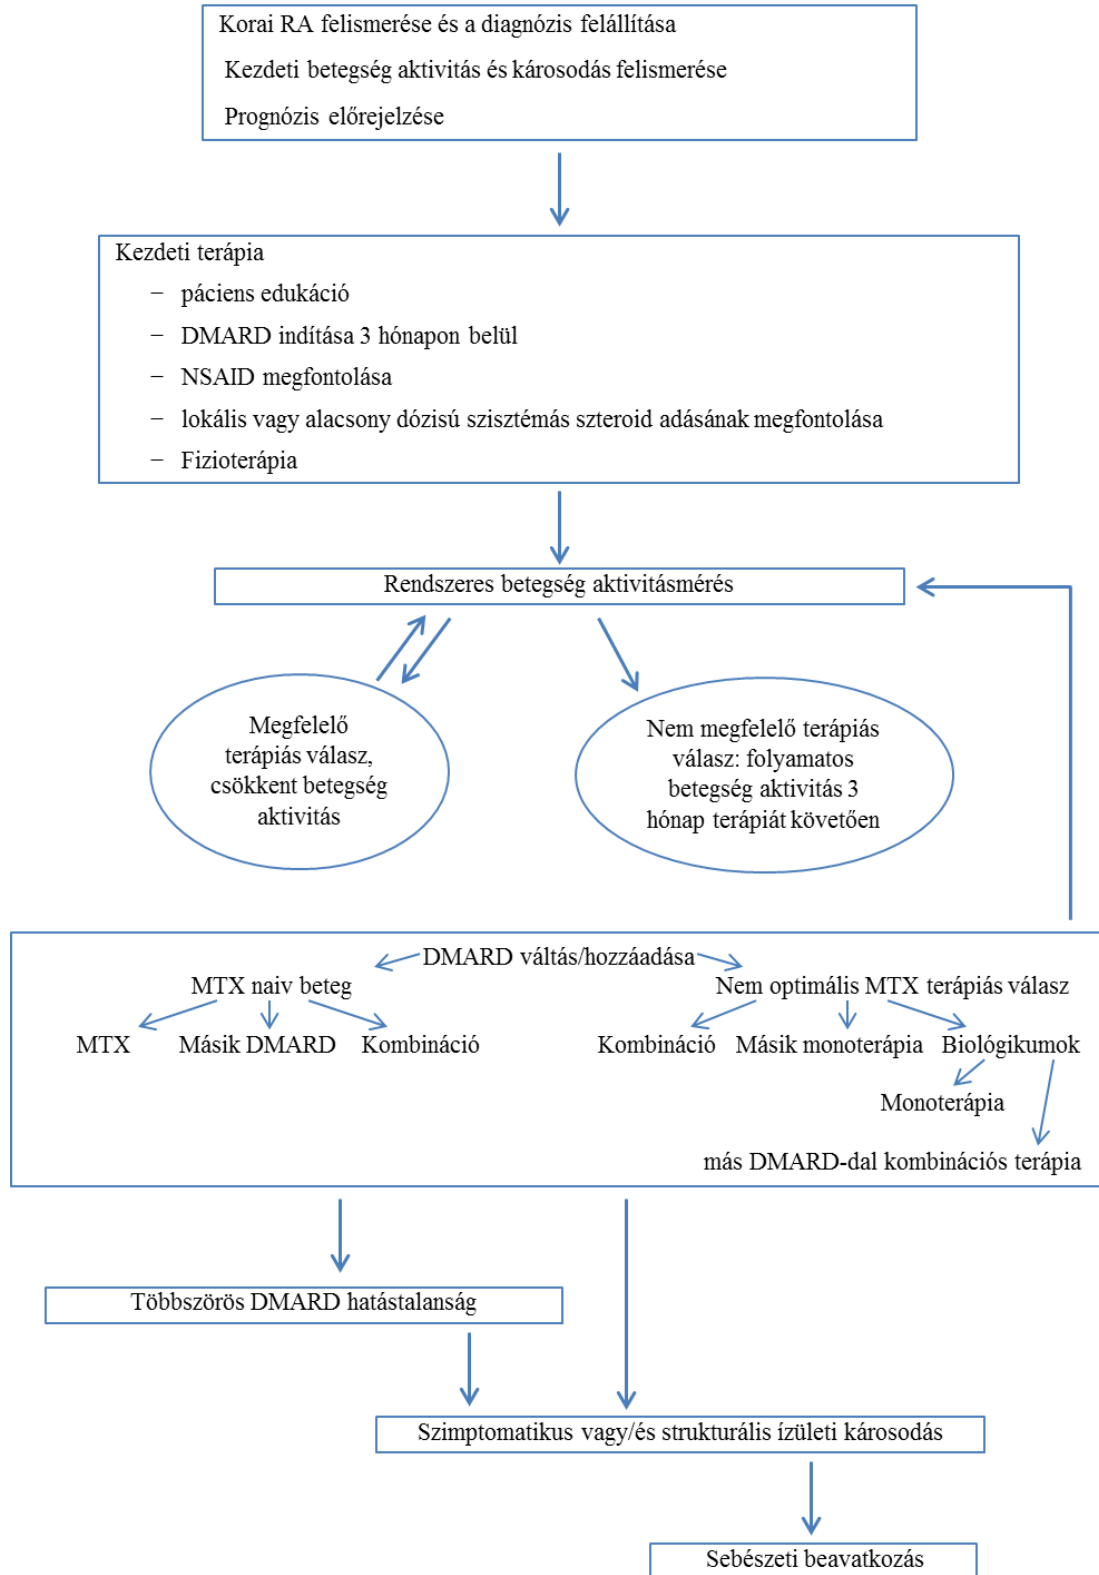 Korai RA felismerése és a diagnózis felállítása
Kezdeti betegség aktivitás és károsodás felismerése
Prognózis előrejelzése
Kezdeti terápia
− páciens edukáció
− DMARD indítása 3 hónapon belül
− NSAID megfontolása
− lokális vagy alacsony dózisú szisztémás szteroid adásának megfontolása
− Fizioterápia
Rendszeres betegség aktivitásmérés
Megfelelő
terápiás válasz,
csökkent betegség
aktivitás
Nem megfelelő terápiás
válasz: folyamatos
betegség aktivitás 3
hónap terápiát követően
DMARD váltás/hozzáadása
MTX naiv beteg
Nem optimális MTX terápiás válasz
MTX
Másik DMARD
Kombináció
Kombináció
Másik monoterápia
Biológikumok
Monoterápia
más DMARD-dal kombinációs terápia
Többszörös DMARD hatástalanság
Szimptomatikus vagy/és strukturális ízületi károsodás
Sebészeti beavatkozás